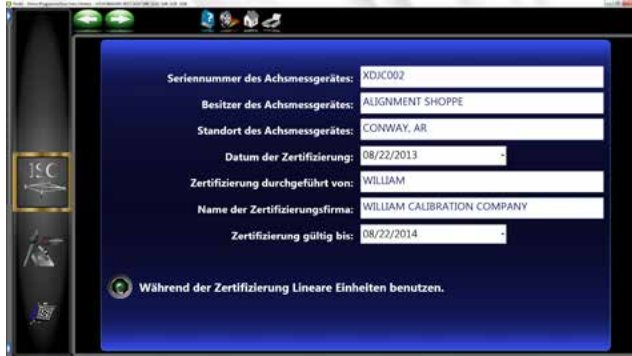 ISC
Seriennummer des Achsmessgerätes: XDJC002
Besitzer des Achsmessgerätes: ALIGNMENT SHOPPE
Standort des Achsmessgerätes: CONWAY, AR
Datum der Zertifizierung: 08/22/2013
Zertifizierung durchgeführt von: WILLIAM
Name der Zertifizierungsfirma: WILLIAM CALIBRATION COMPANY
Zertifizierung gültig bis: 08/22/2014
Während der Zertifizierung Lineare Einheiten benutzen.